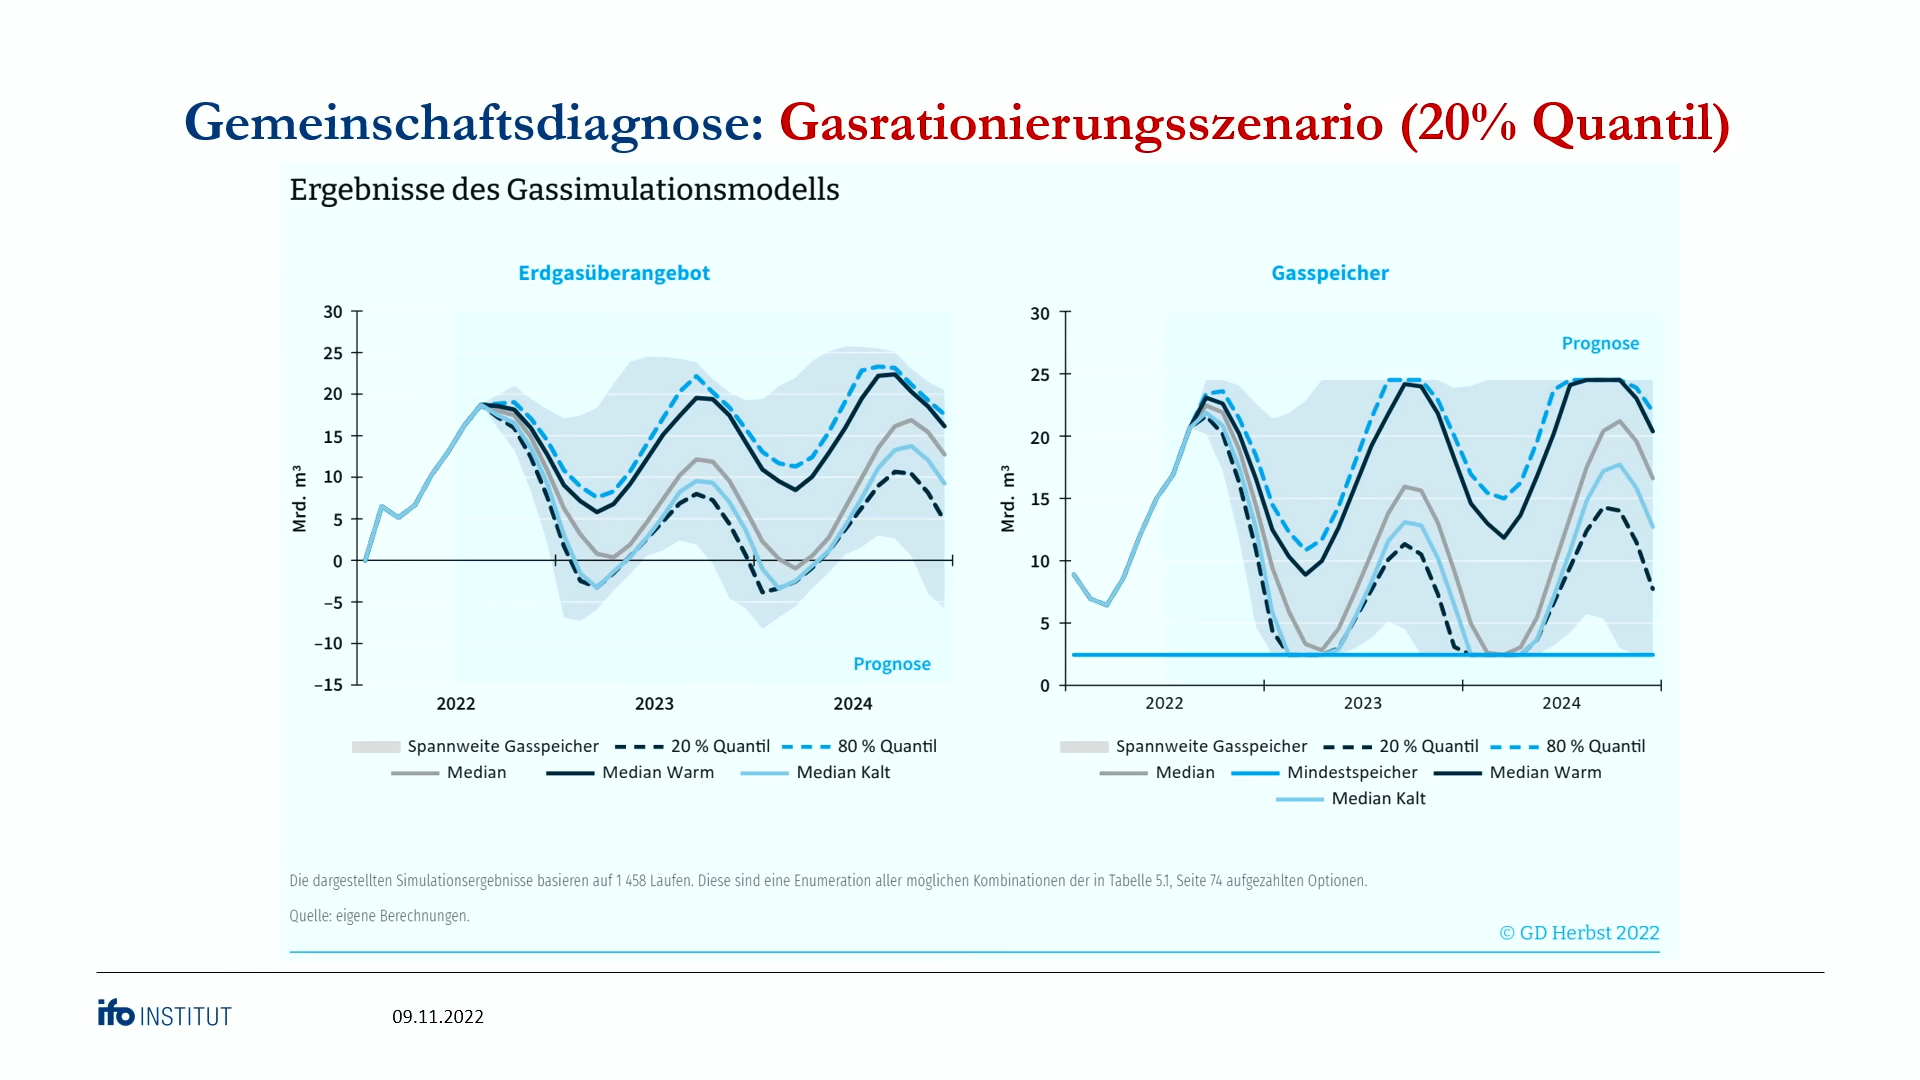 Gemeinschaftsdiagnose: Gasrationierungsszenario (20% Quantil)
Ergebnisse des Gassimulationsmodells
Erdgasüberangebot
30
25
20
15
10
5
0
–5
–10
–15
Mrd. m³
Prognose
2022 2023 2024
Spannweite Gasspeicher 20 % Quantil 80 % Quantil
Median Median Warm Median Kalt
Gasspeicher
30
25
20
15
10
5
0
Mrd. m³
Prognose
2022 2023 2024
Spannweite Gasspeicher 20 % Quantil 80 % Quantil
Median Mindestspeicher Median Warm
Median Kalt
Die dargestellten Simulationsergebnisse basieren auf 1 458 Läufen. Diese sind eine Enumeration aller möglichen Kombinationen der in Tabelle 5.1, Seite 74 aufgezählten Optionen.
Quelle: eigene Berechnungen.
© GD Herbst 2022
ifo INSTITUT
09.11.2022